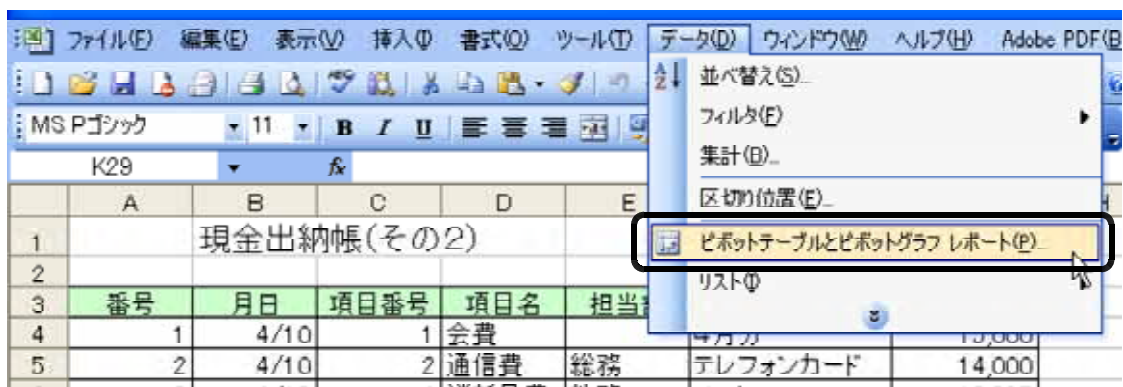 ファイル(F) 編集(E) 表示(V) 挿入(I) 書式(O) ツール(T) データ(D) ウィンドウ(W) ヘルプ(H) Adobe PDF(B
MS Pゴシック 11 B I U
K29 fx
並べ替え(S)...
フィルタ(F)
集計(B)...
区切り位置(E)...
ピボットテーブルとピボットグラフ レポート(P)...
リスト(I)
A B C D E H
1 現金出納帳(その2)
2
3 番号 月日 項目番号 項目名 担当
4 1 4/10 1 会費
5 2 4/10 2 通信費 総務 テレフォンカード 14,000